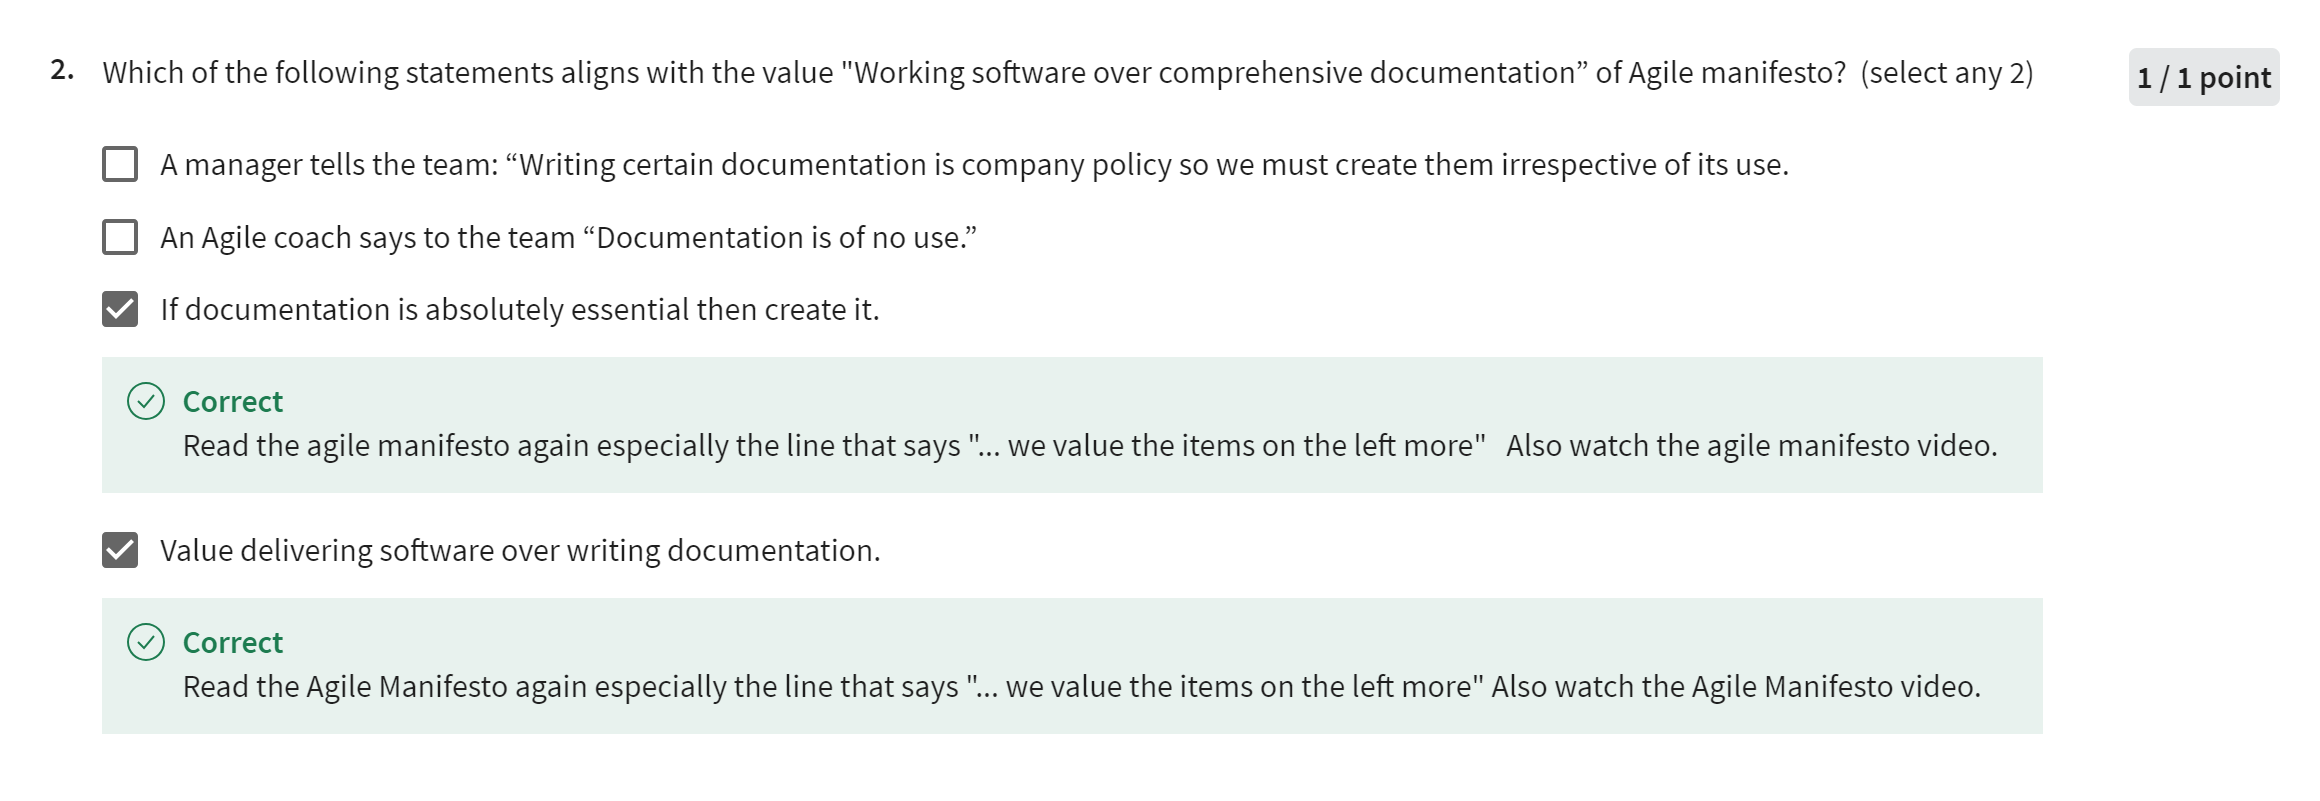 2. Which of the following statements aligns with the value "Working software over comprehensive documentation” of Agile manifesto? (select any 2)
1 / 1 point
A manager tells the team: “Writing certain documentation is company policy so we must create them irrespective of its use.
An Agile coach says to the team “Documentation is of no use.”
If documentation is absolutely essential then create it.
Correct
Read the agile manifesto again especially the line that says "... we value the items on the left more" Also watch the agile manifesto video.
Value delivering software over writing documentation.
Correct
Read the Agile Manifesto again especially the line that says "... we value the items on the left more" Also watch the Agile Manifesto video.